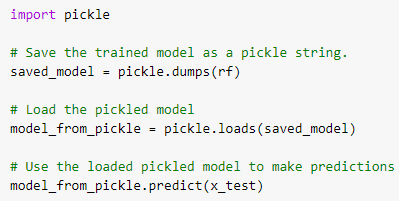 import pickle
# Save the trained model as a pickle string.
saved_model = pickle.dumps(rf)
# Load the pickled model
model_from_pickle = pickle.loads(saved_model)
# Use the loaded pickled model to make predictions
model_from_pickle.predict(x_test)